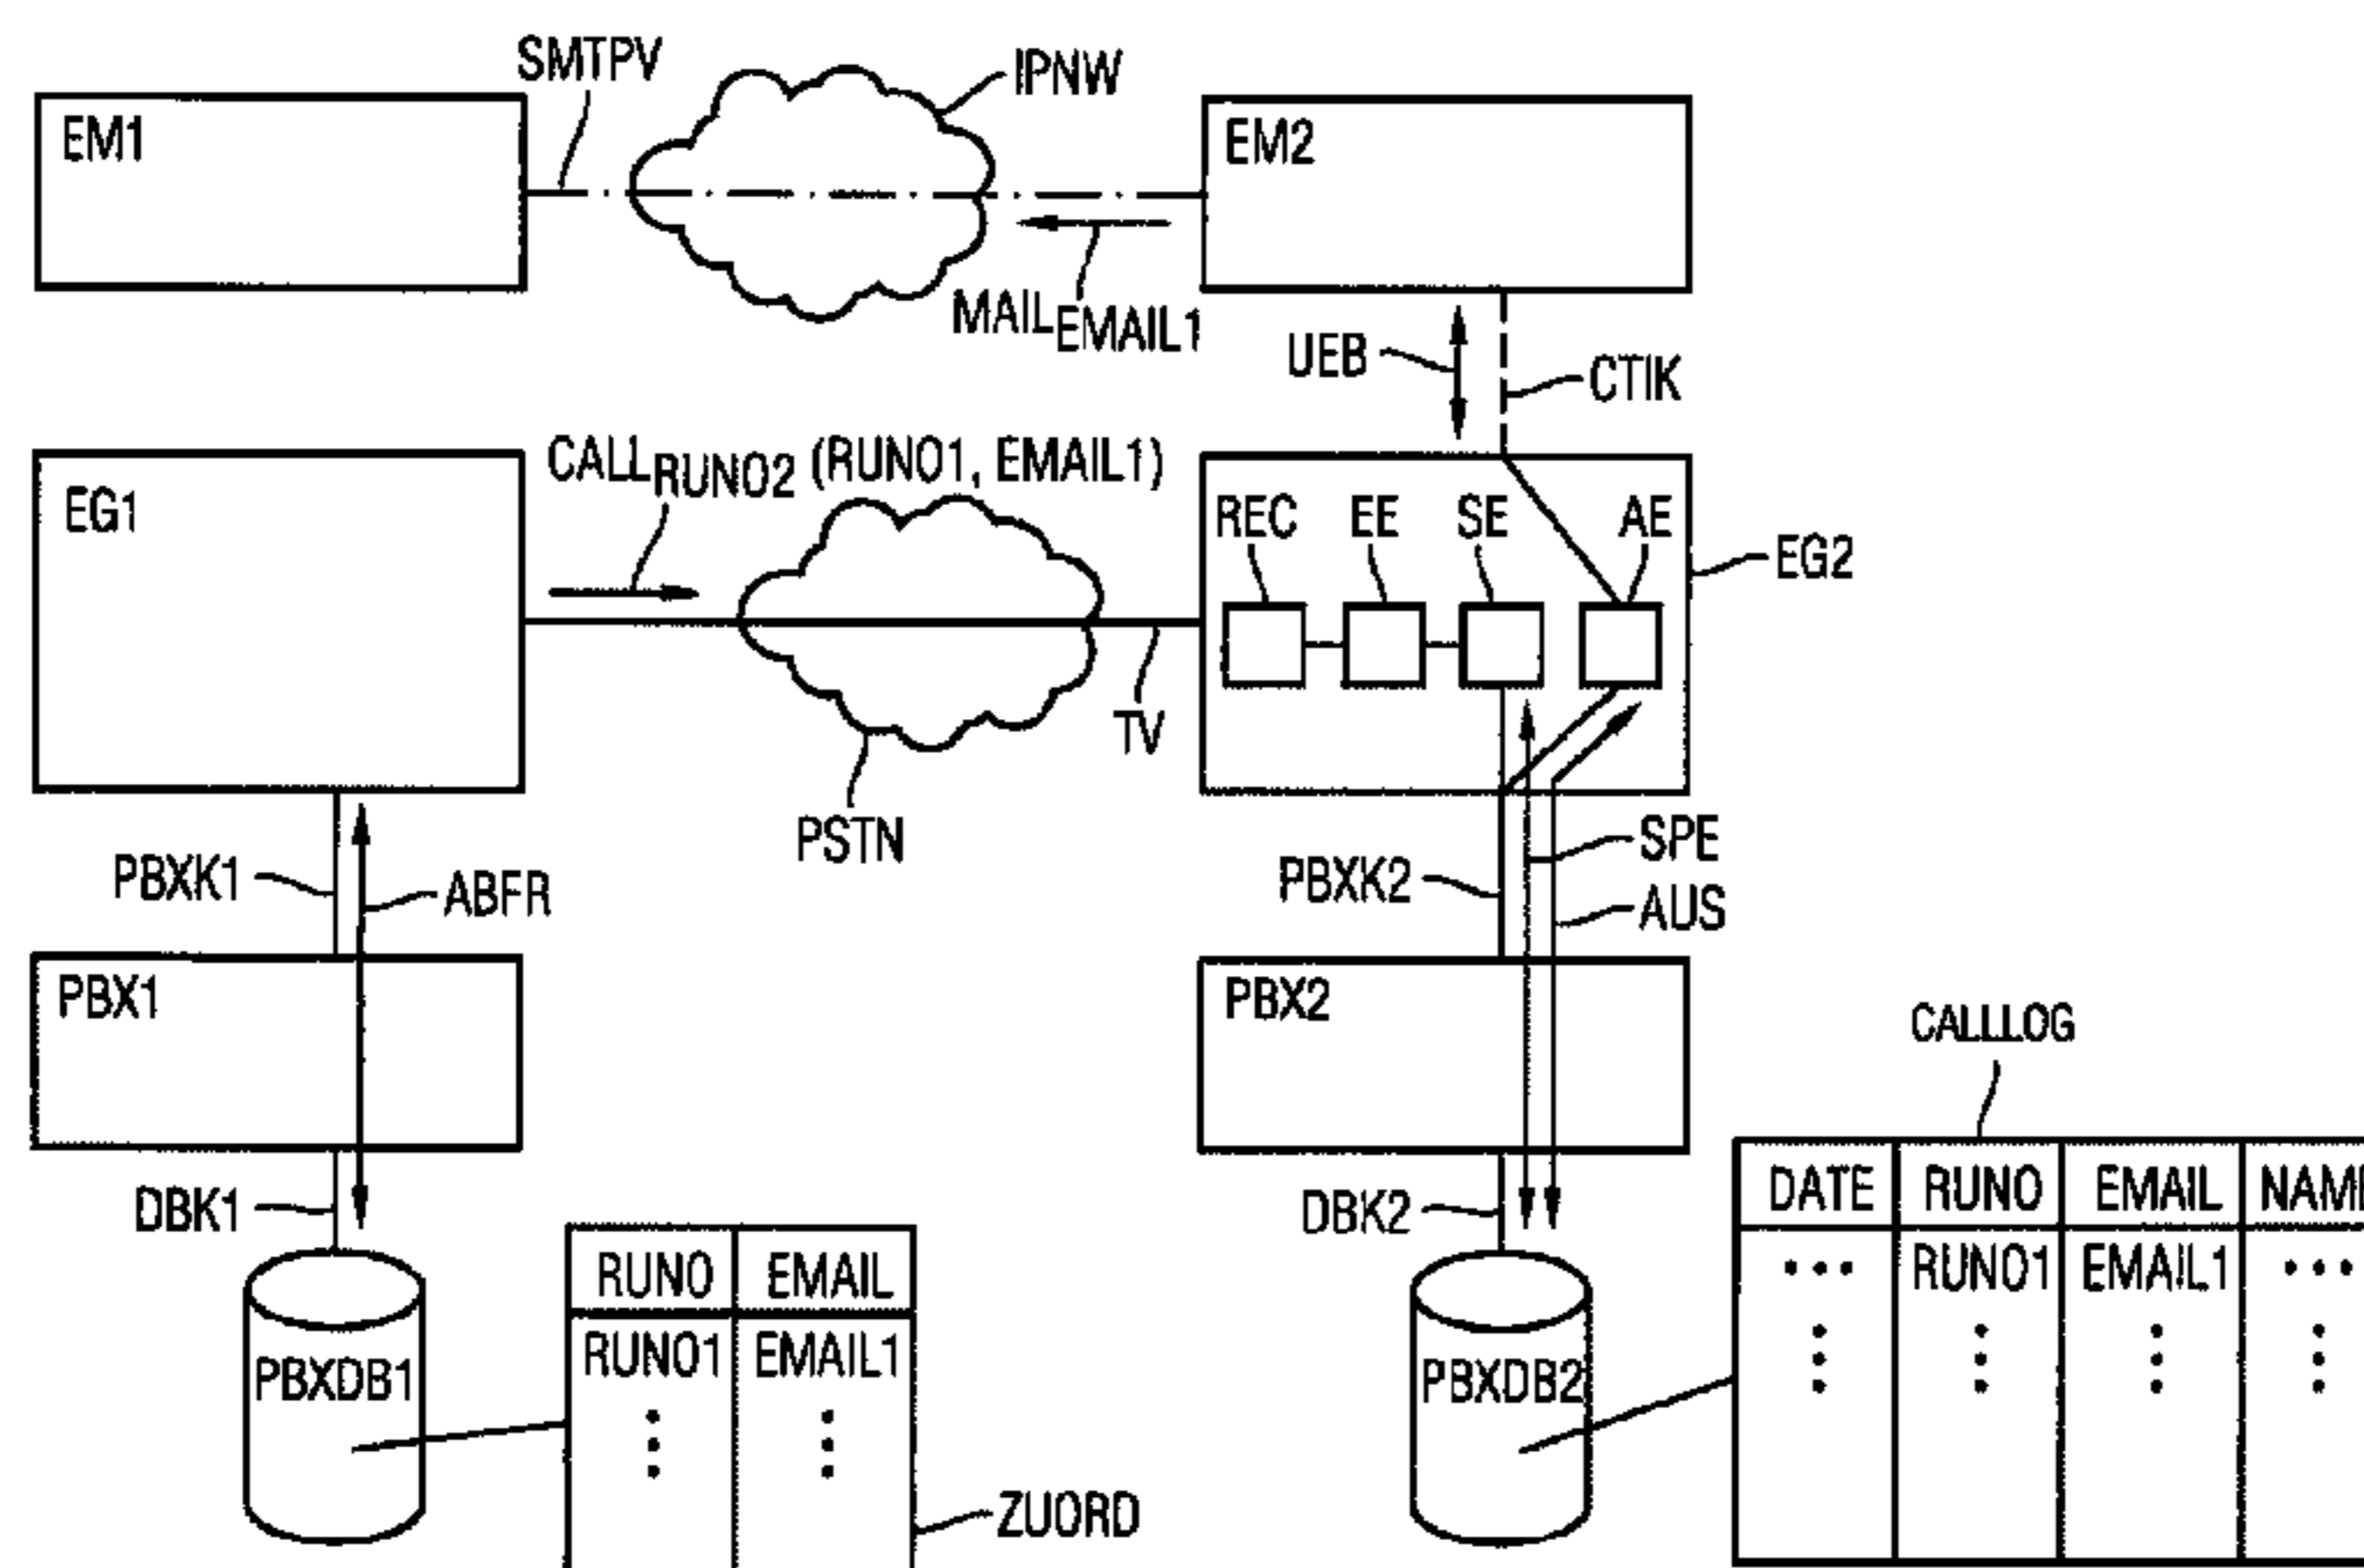 SMTPV
IPNW
EM1
EM2
MAILEMAIL1
UEB
CTIK
CALLRUNO2 (RUNO1, EMAIL1)
EG1
REC EE SE AE
EG2
TV
PSTN
PBXK1
ABFR
PBXK2
SPE
AUS
PBX1
PBX2
CALLLOG
DBK1
DBK2
DATE RUNO EMAIL
RUNO EMAIL
... RUNO1 EMAIL1 ...
RUNO1 EMAIL1
PBXDB1
PBXDB2
ZUORD